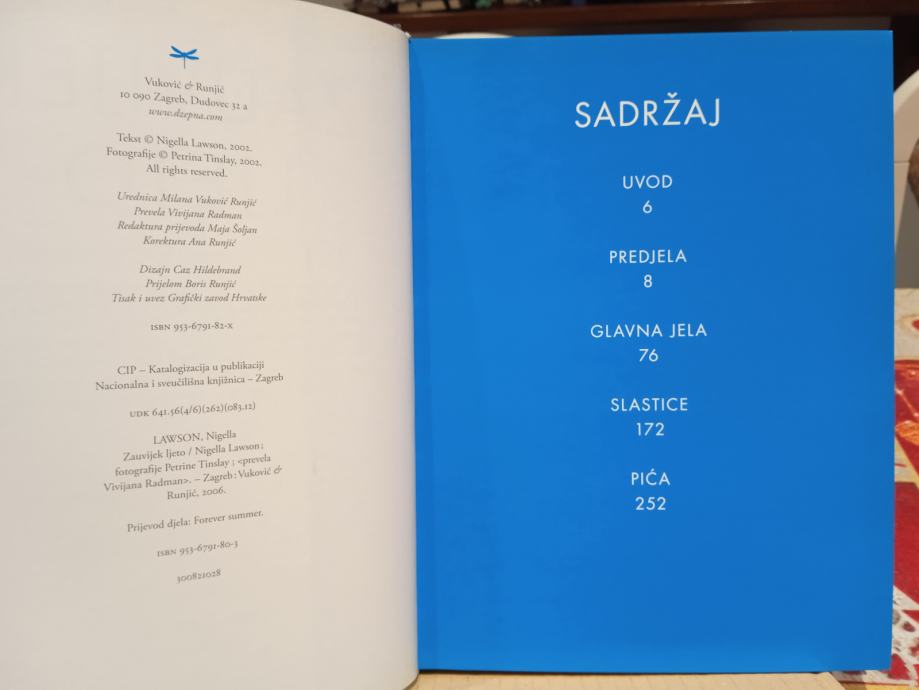 Vuković & Runjić
10 090 Zagreb, Dudovec 32 a
www.dzepna.com
Tekst © Nigella Lawson, 2002.
Fotografije © Petrina Tinslay, 2002.
All rights reserved.
Urednica Milana Vuković Runjić
Prevela Vivijana Radman
Redaktura prijevoda Maja Šoljan
Korektura Ana Runjić
Dizajn Caz Hildebrand
Prijelom Boris Runjić
Tisak i uvez Grafički zavod Hrvatske
ISBN 953-6791-82-X
CIP – Katalogizacija u publikaciji
Nacionalna i sveučilišna knjižnica – Zagreb
UDK 641.56(4/6)(262)(083.12)
LAWSON, Nigella
Zauvijek ljeto / Nigella Lawson ;
fotografije Petrine Tinslay ; <prevela
Vivijana Radman>. – Zagreb : Vuković &
Runjić, 2006.
Prijevod djela: Forever summer.
ISBN 953-6791-80-3
300821028
SADRŽAJ
UVOD
6
PREDJELA
8
GLAVNA JELA
76
SLASTICE
172
PIĆA
252